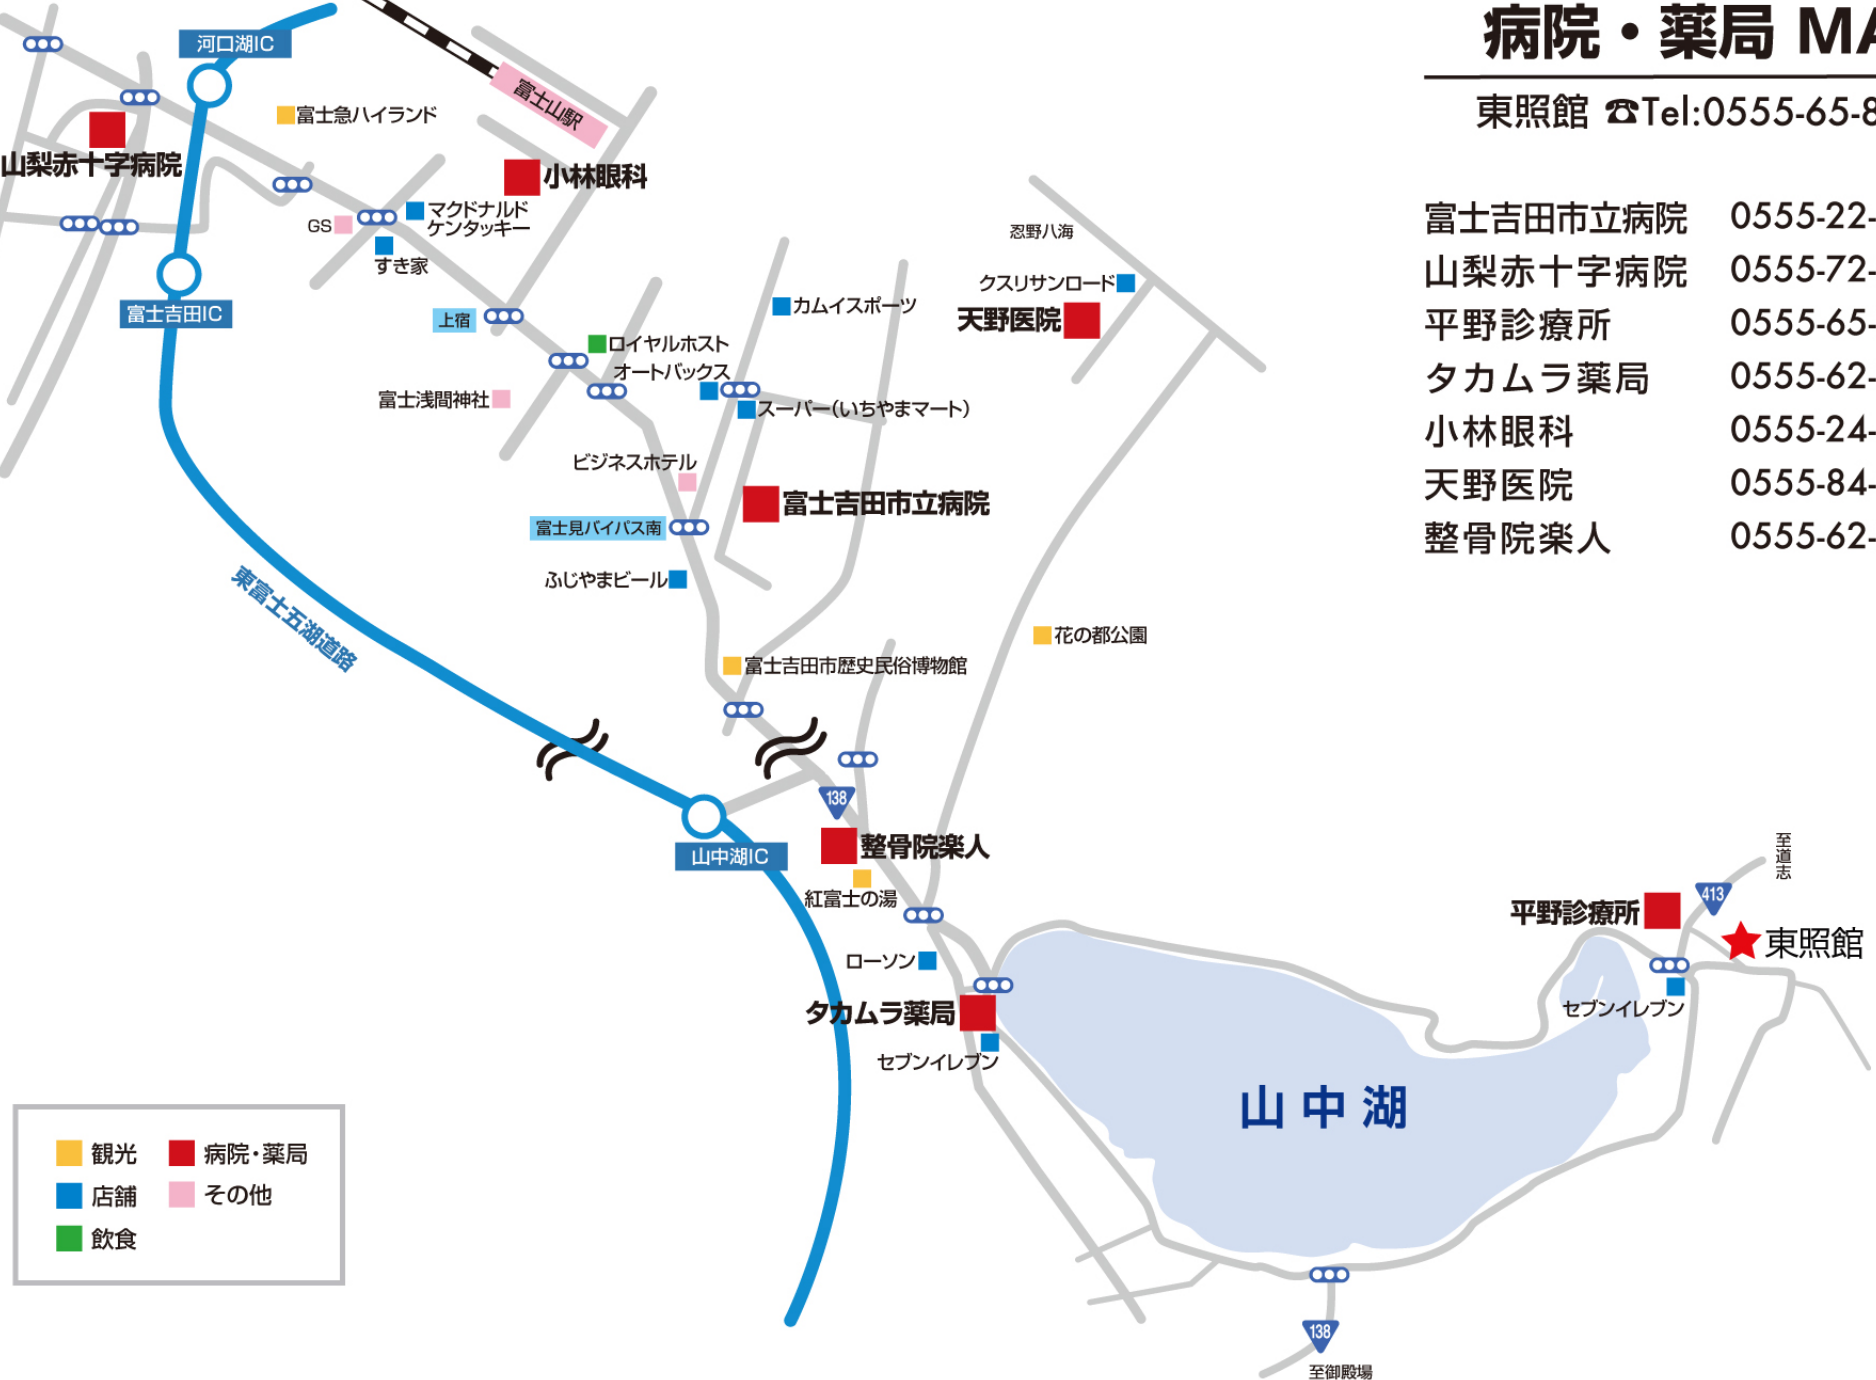 病院・薬局 MA
東照館 ☎Tel:0555-65-8
富士吉田市立病院 0555-22-
山梨赤十字病院 0555-72-
平野診療所 0555-65-
タカムラ薬局 0555-62-
小林眼科 0555-24-
天野医院 0555-84-
整骨院楽人 0555-62-
河口湖IC
富士急ハイランド
富士山駅
山梨赤十字病院
小林眼科
GS
マクドナルド
ケンタッキー
すき家
忍野八海
クスリサンロード
天野医院
富士吉田IC
上宿
カムイスポーツ
ロイヤルホスト
オートバックス
富士浅間神社
スーパー（いちやまマート）
ビジネスホテル
富士吉田市立病院
富士見バイパス南
ふじやまビール
東富士五湖道路
花の都公園
富士吉田市歴史民俗博物館
138
整骨院楽人
山中湖IC
紅富士の湯
至道志
413
平野診療所
東照館
ローソン
タカムラ薬局
セブンイレブン
セブンイレブン
山中湖
観光
病院・薬局
店舗
その他
飲食
138
至御殿場